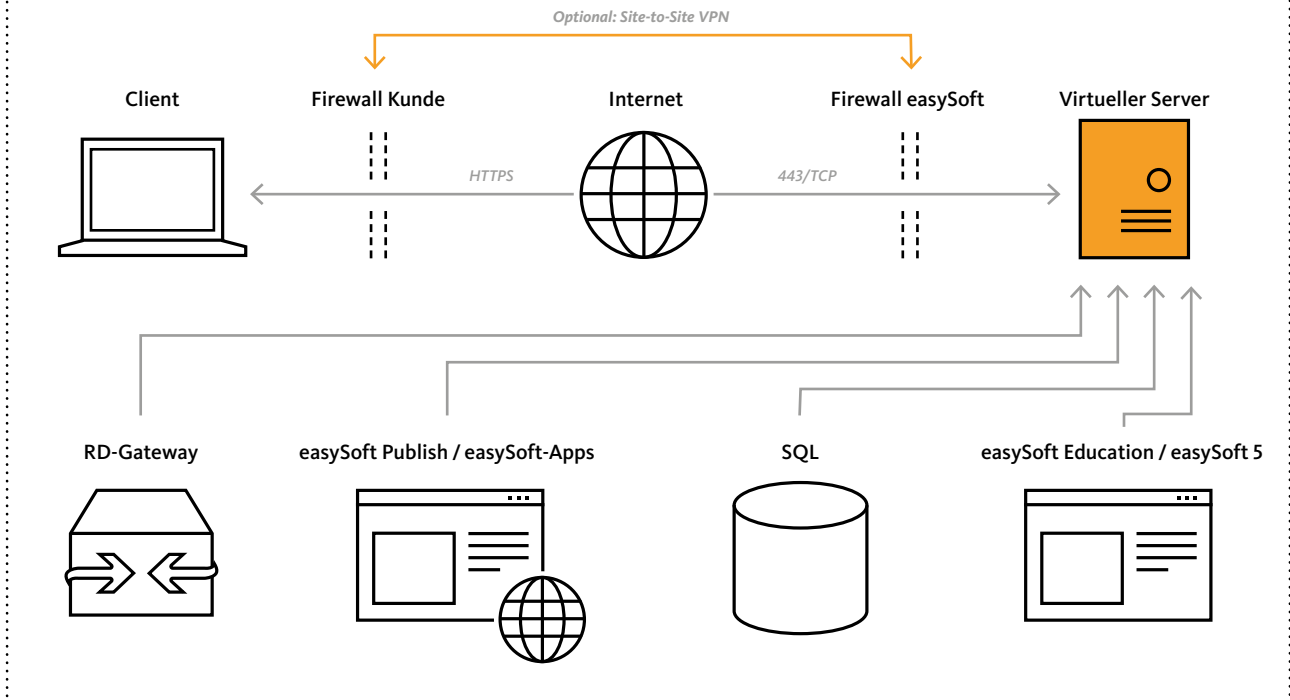 Optional: Site-to-Site VPN
Client
Firewall Kunde
Internet
Firewall easySoft
Virtueller Server
HTTPS
443/TCP
RD-Gateway
easySoft Publish / easySoft-Apps
SQL
easySoft Education / easySoft 5